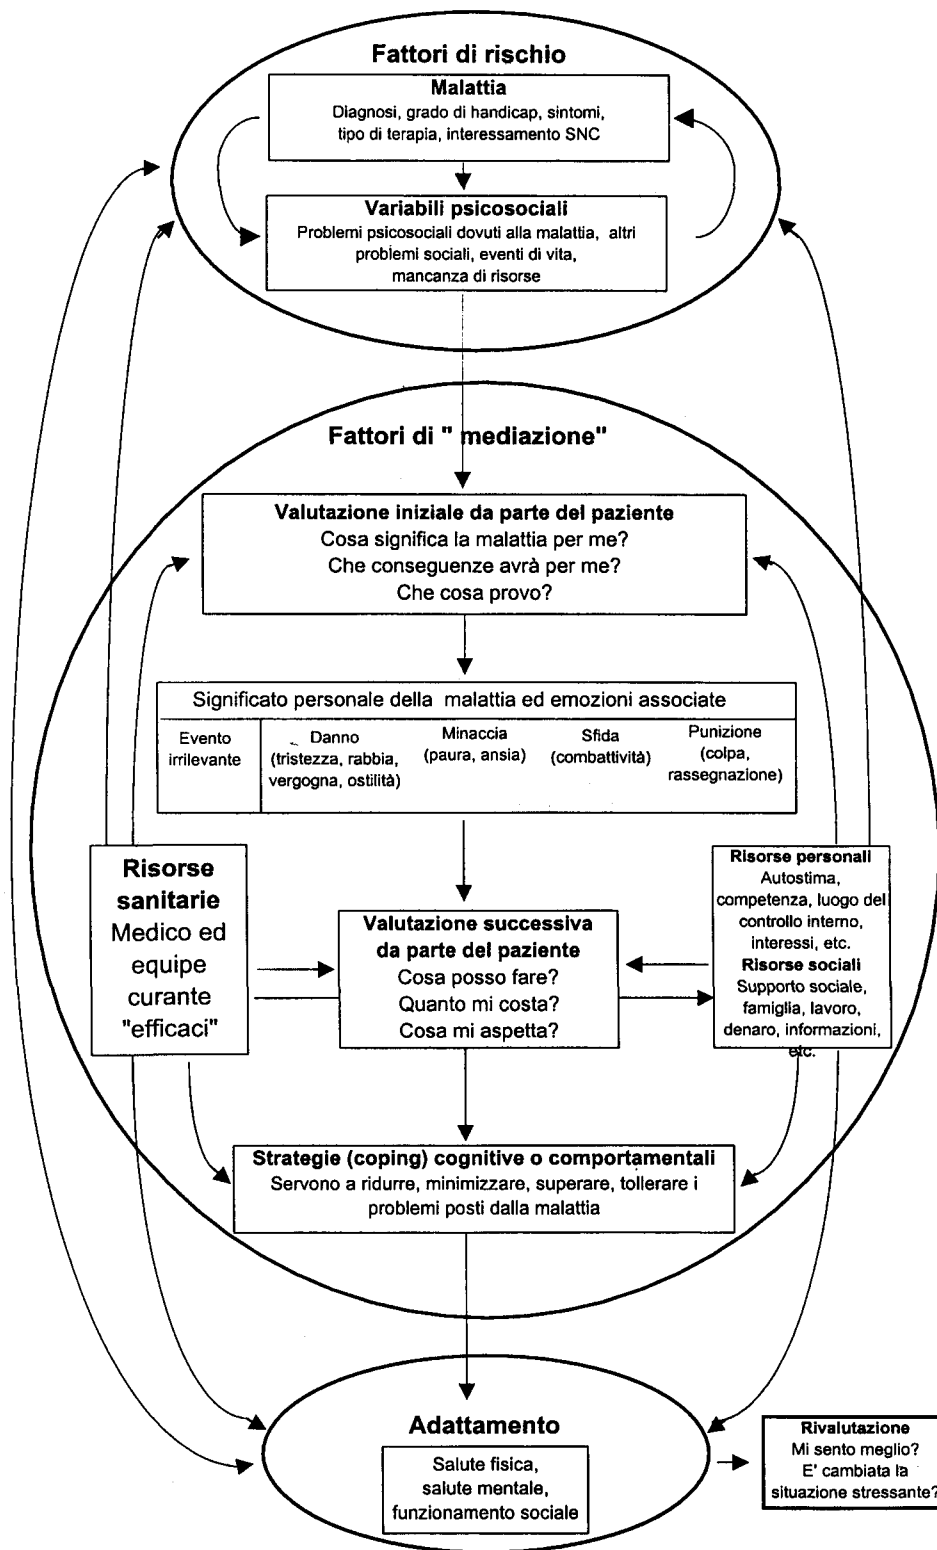 Fattori di rischio
Malattia
Diagnosi, grado di handicap, sintomi,
tipo di terapia, interessamento SNC
Variabili psicosociali
Problemi psicosociali dovuti alla malattia, altri
problemi sociali, eventi di vita,
mancanza di risorse
Fattori di " mediazione"
Valutazione iniziale da parte del paziente
Cosa significa la malattia per me?
Che conseguenze avrà per me?
Che cosa provo?
Significato personale della malattia ed emozioni associate
Evento
irrilevante
Danno
(tristezza, rabbia,
vergogna, ostilità)
Minaccia
(paura, ansia)
Sfida
(combattività)
Punizione
(colpa,
rassegnazione)
Risorse
sanitarie
Medico ed
equipe
curante
"efficaci"
Valutazione successiva
da parte del paziente
Cosa posso fare?
Quanto mi costa?
Cosa mi aspetta?
Risorse personali
Autostima,
competenza, luogo del
controllo interno,
interessi, etc.
Risorse sociali
Supporto sociale,
famiglia, lavoro,
denaro, informazioni,
etc.
Strategie (coping) cognitive o comportamentali
Servono a ridurre, minimizzare, superare, tollerare i
problemi posti dalla malattia
Adattamento
Salute fisica,
salute mentale,
funzionamento sociale
Rivalutazione
Mi sento meglio?
E' cambiata la
situazione stressante?